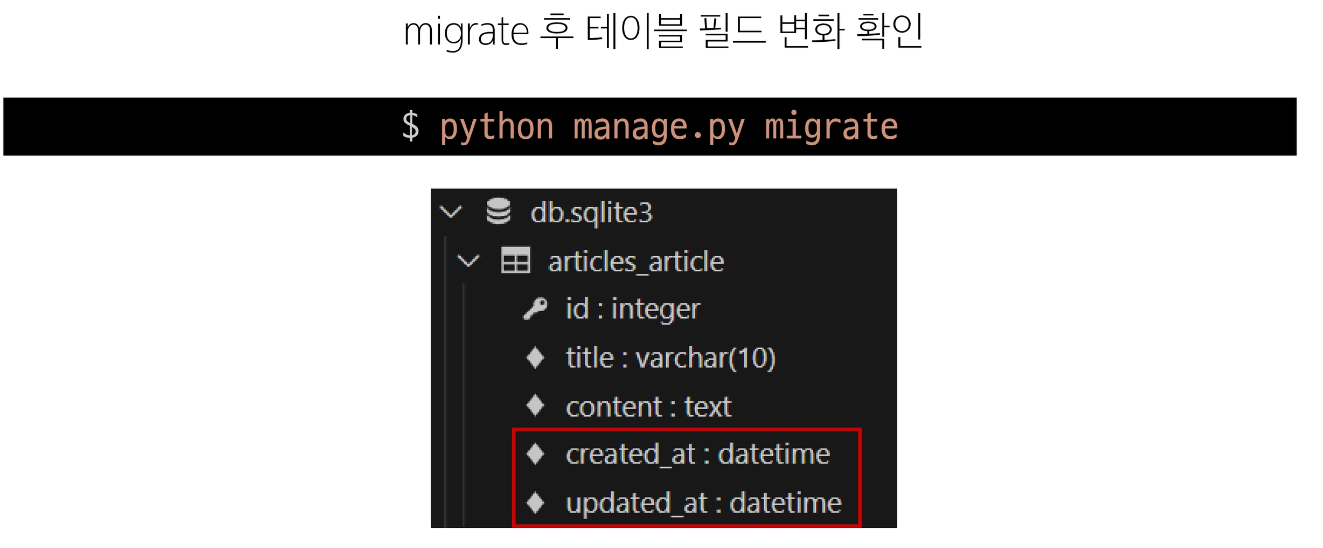 migrate 후 테이블 필드 변화 확인
$ python manage.py migrate
db.sqlite3
articles_article
id : integer
title : varchar(10)
content : text
created_at : datetime
updated_at : datetime